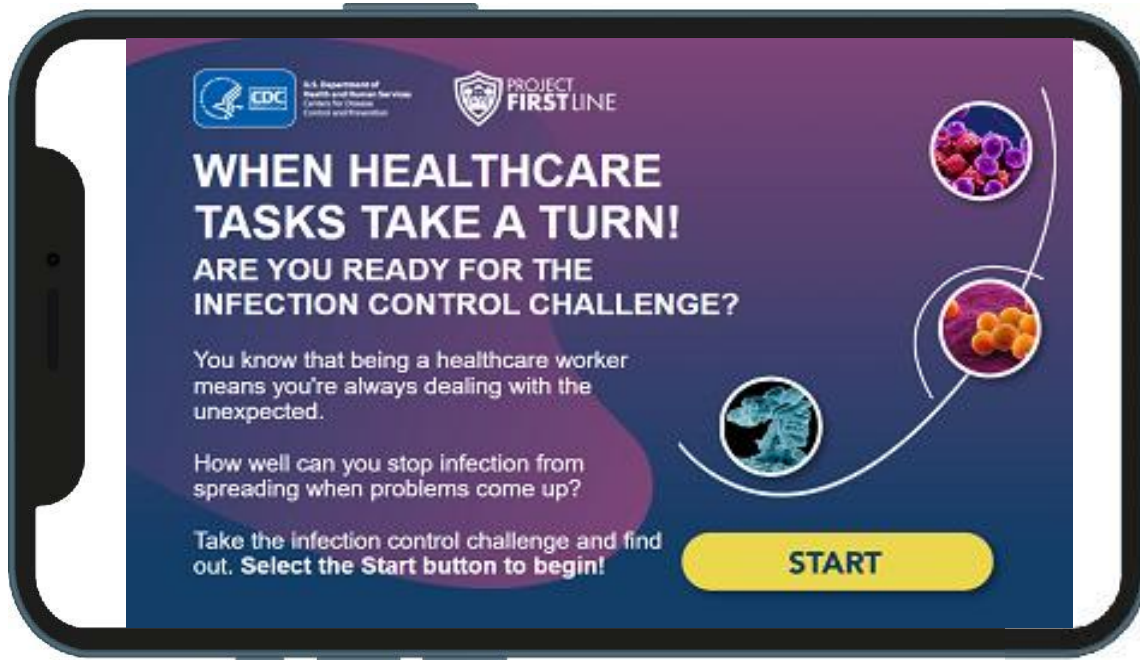 CDC
U.S. Department of
Health and Human Services
Centers for Disease
Control and Prevention
PROJECT
FIRSTLINE
WHEN HEALTHCARE
TASKS TAKE A TURN!
ARE YOU READY FOR THE
INFECTION CONTROL CHALLENGE?
You know that being a healthcare worker
means you're always dealing with the
unexpected.
How well can you stop infection from
spreading when problems come up?
Take the infection control challenge and find
out. Select the Start button to begin!
START